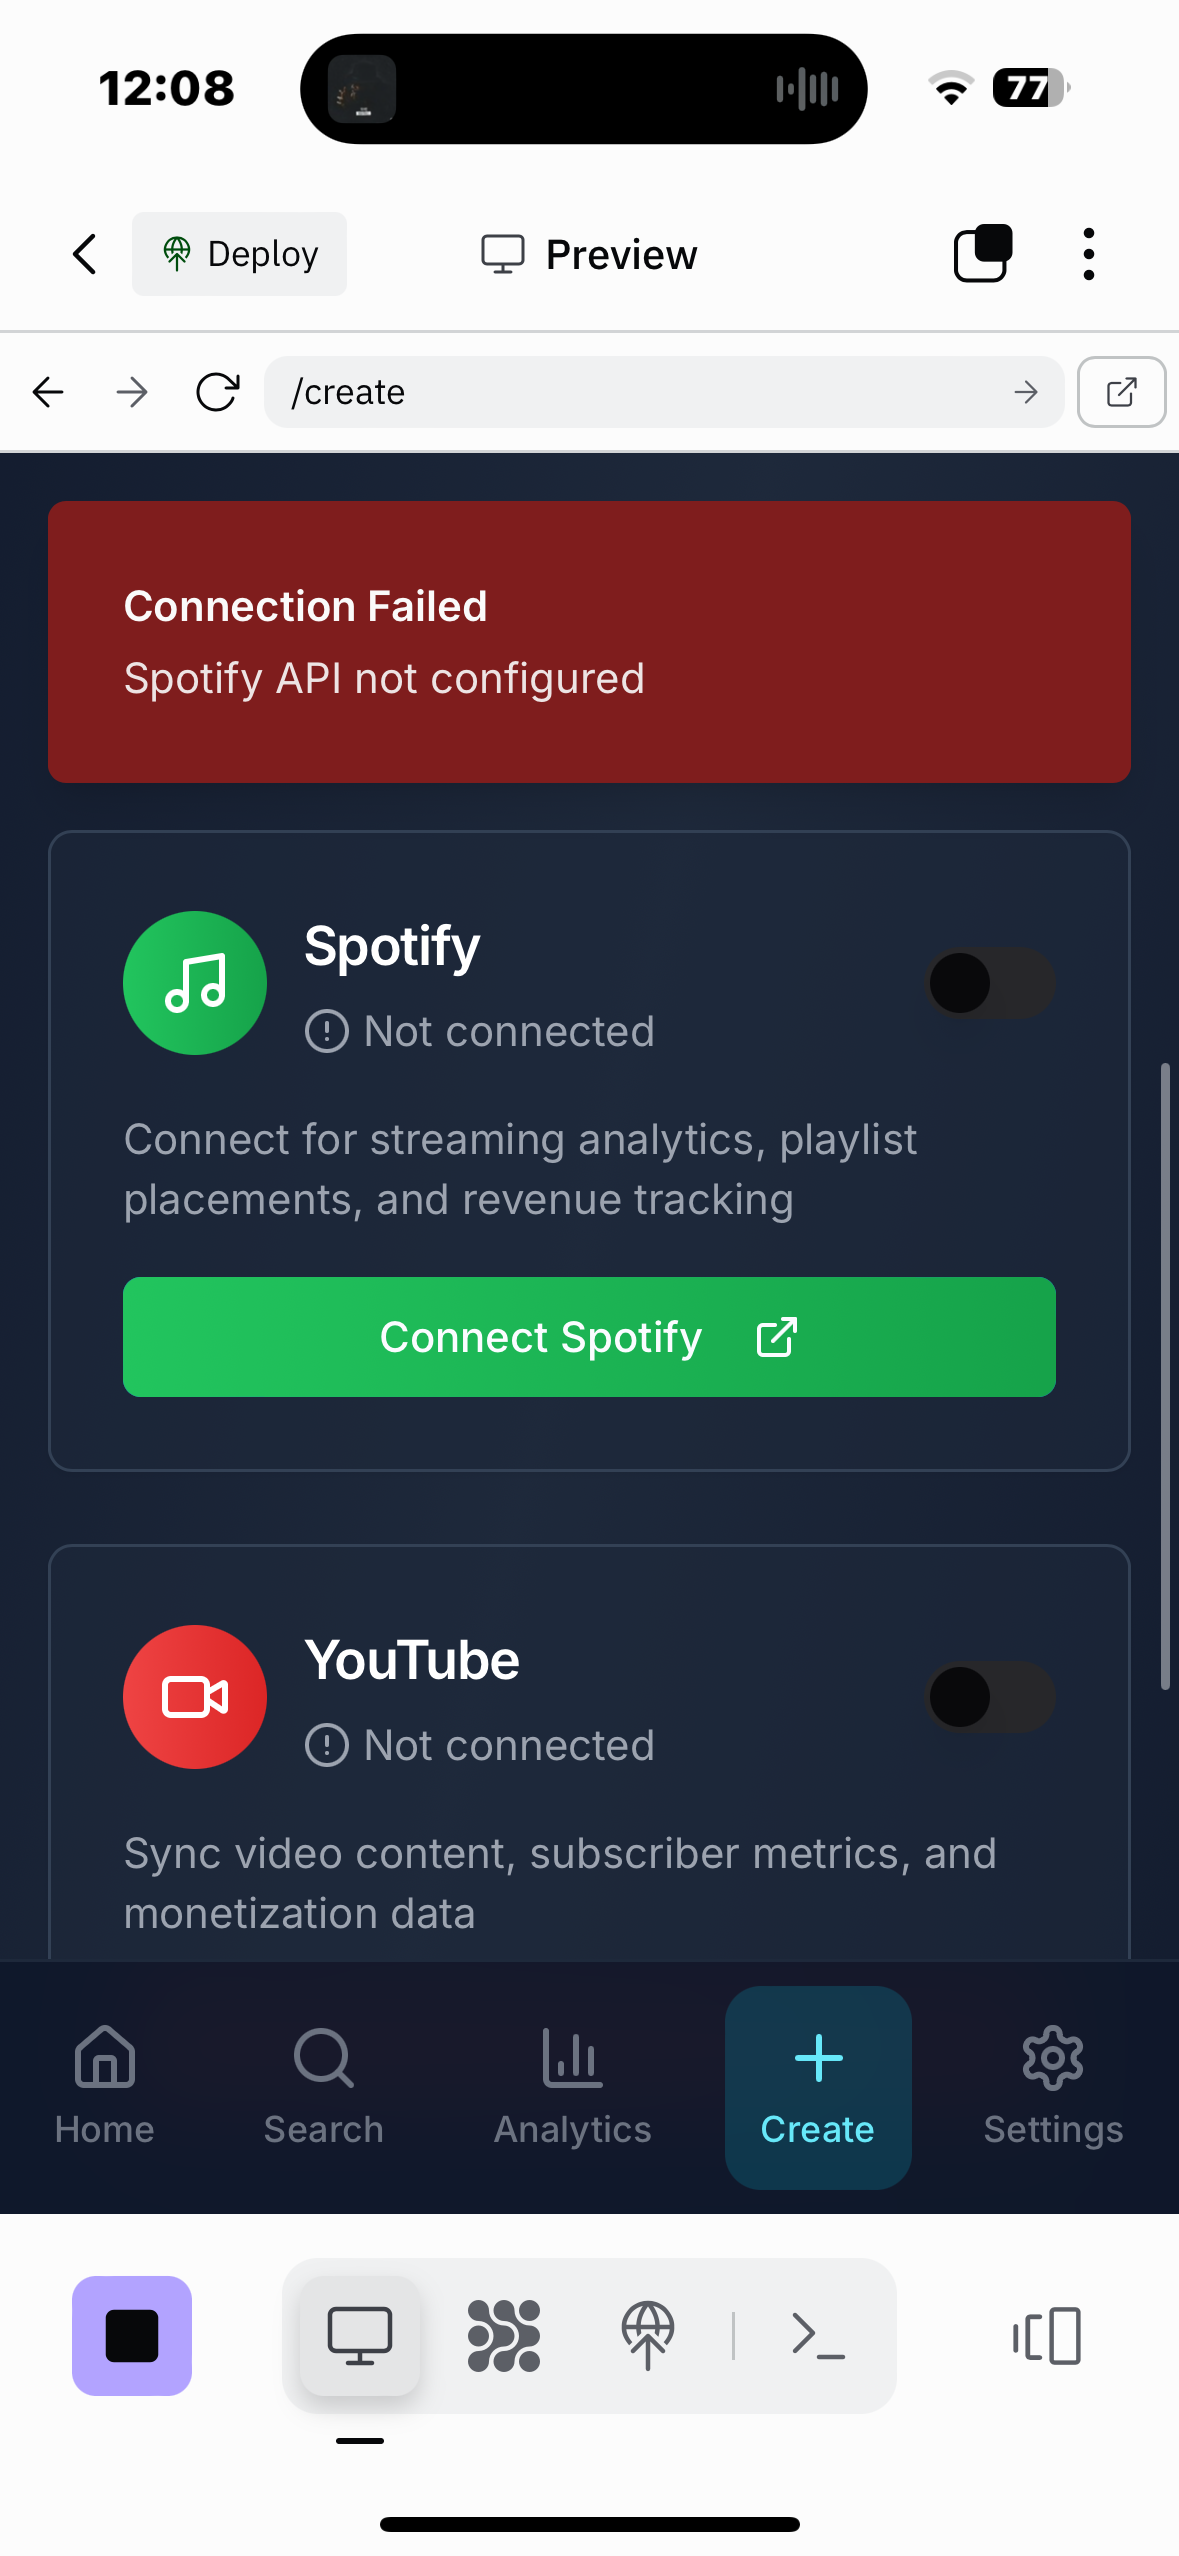 12:08
77
Deploy
Preview
/create
Connection Failed
Spotify API not configured
Spotify
Not connected
Connect for streaming analytics, playlist
placements, and revenue tracking
Connect Spotify
YouTube
Not connected
Sync video content, subscriber metrics, and
monetization data
Home
Search
Analytics
Create
Settings